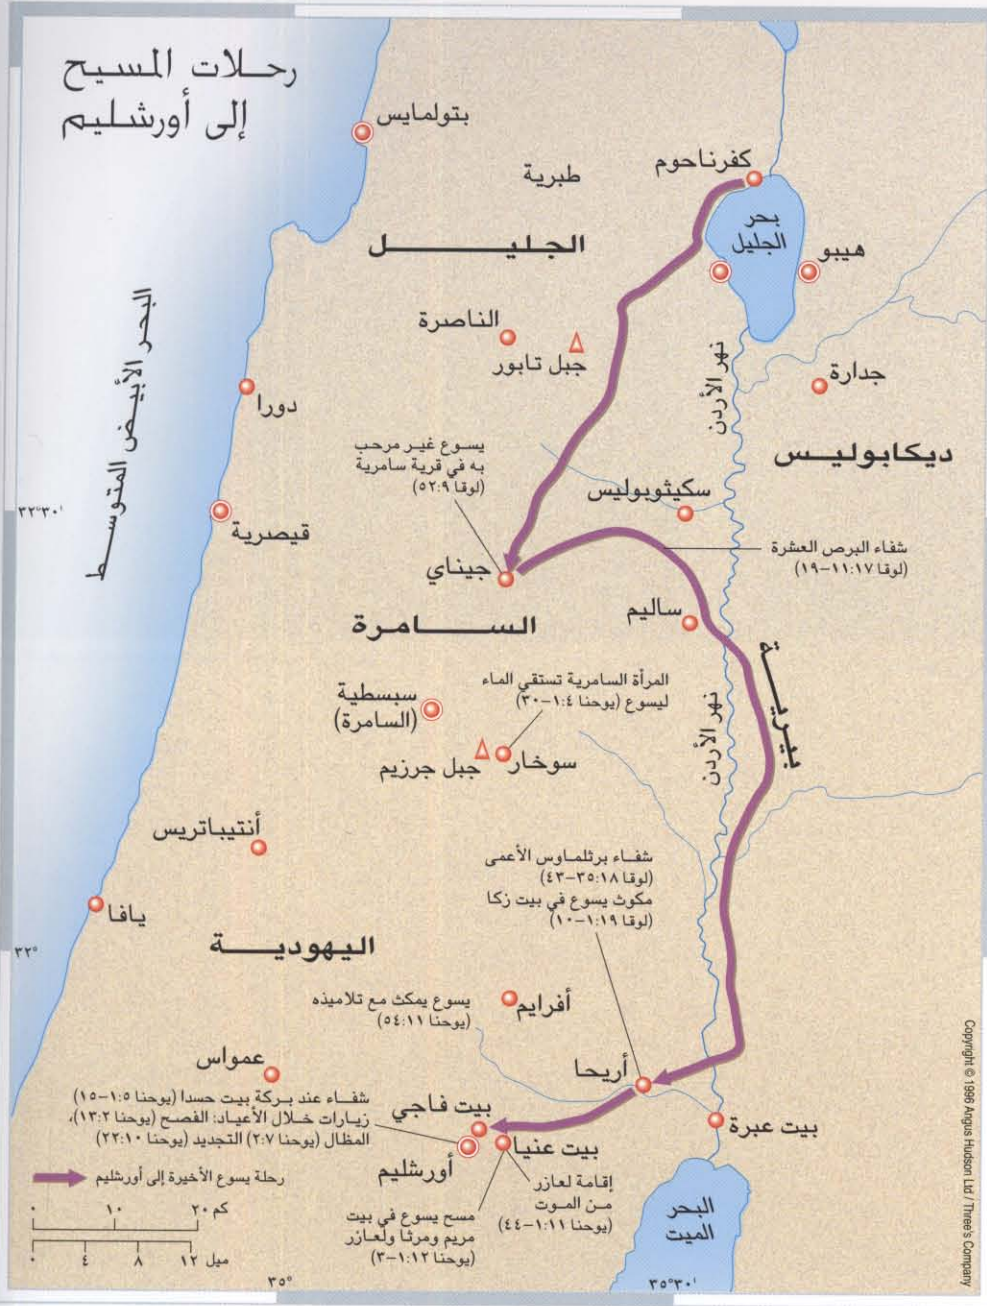 رحلات المسيح
إلى أورشليم
بتولمايس
كفرناحوم
طبرية
بحر
الجليل
هيبو
الجليل
الناصرة
جبل تابور
نهر الأردن
جدارة
دورا
البحر الأبيض المتوسط
ديكابوليس
يسوع غير مرحب
به في قرية سامرية
(لوقا ٥٢:٩)
سكيثوبوليس
٣٢°٣٠'
قيصرية
شفاء البرص العشرة
(لوقا ١١:١٧–١٩)
جيناي
ساليم
السامرة
بيرية
المرأة السامرية تستقي الماء
ليسوع (يوحنا ١:٤–٣٠)
سبسطية
(السامرة)
نهر الأردن
سوخار
جبل جرزيم
أنتيباتريس
شفاء برثلماوس الأعمى
(لوقا ٣٥:١٨–٤٣)
مكوث يسوع في بيت زكا
(لوقا ١:١٩–١٠)
يافا
اليهودية
٣٢°
أفرايم
يسوع يمكث مع تلاميذه
(يوحنا ٥٤:١١)
عمواس
أريحا
شفاء عند بركة بيت حسدا (يوحنا ١:٥–١٥)
زيارات خلال الأعياد: الفصح (يوحنا ١٣:٢)،
المظال (يوحنا ٢:٧) التجديد (يوحنا ٢٢:١٠)
بيت فاجي
بيت عبرة
بيت عنيا
أورشليم
رحلة يسوع الأخيرة إلى أورشليم
إقامة لعازر
من الموت
(يوحنا ١:١١–٤٤)
مسح يسوع في بيت
مريم ومرثا ولعازر
(يوحنا ١:١٢–٣)
البحر
الميت
٠ ١٠ ٢٠ كم
٠ ٤ ٨ ١٢ ميل
٣٥°
٣٥°٣٠'
Copyright © 1996 Angus Hudson Ltd / Three's Company